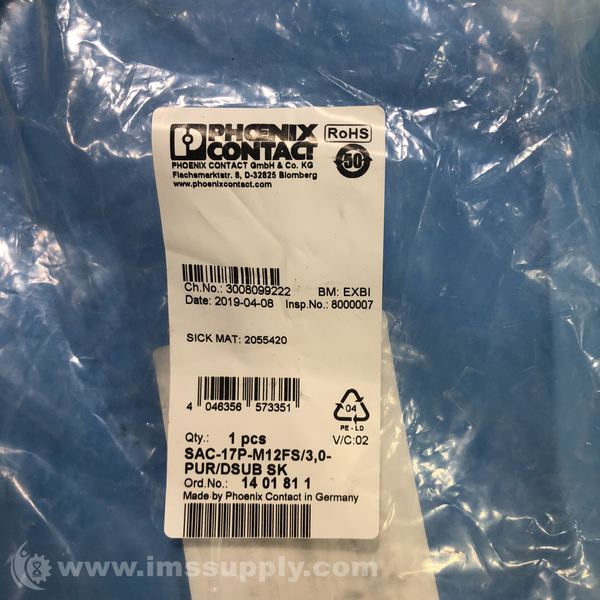 PHOENIX
CONTACT
RoHS
50
PHOENIX CONTACT GmbH & Co. KG
Flachsmarktstr. 8, D-32825 Blomberg
www.phoenixcontact.com
Ch.No.: 3008099222 BM: EXBI
Date: 2019-04-08 Insp.No.: 8000007
SICK MAT: 2055420
4 046356 573351
04
PE - LD
Qty.: 1 pcs V/C:02
SAC-17P-M12FS/3,0-
PUR/DSUB SK
Ord.No.: 14 01 81 1
Made by Phoenix Contact in Germany
www.imssupply.com